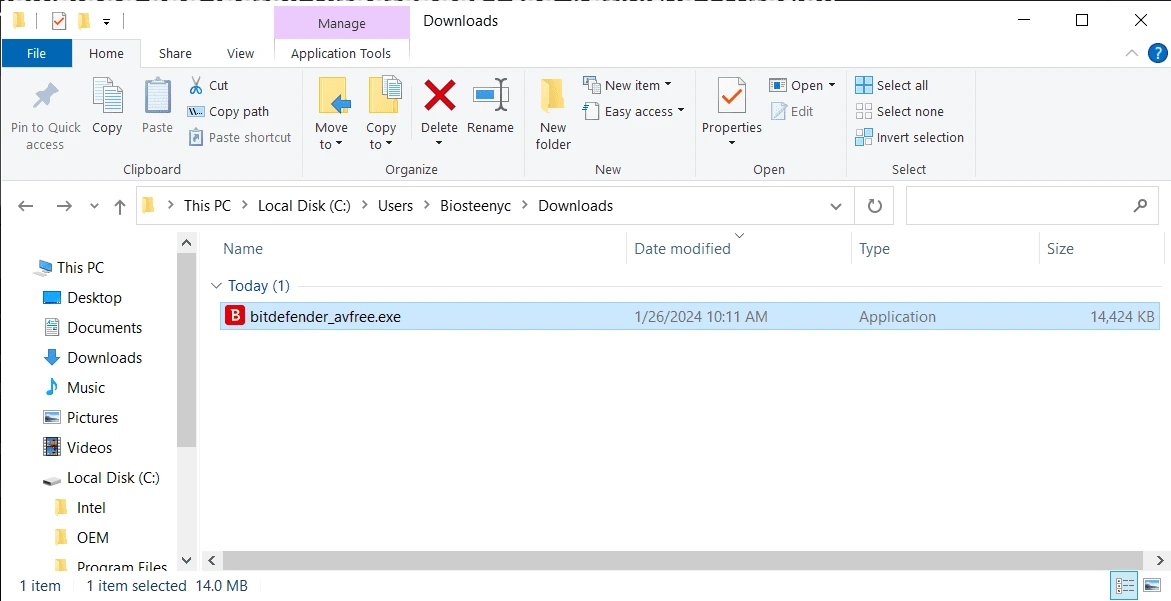 Manage
Downloads
File
Home
Share
View
Application Tools
?
Pin to Quick
access
Copy
Paste
Cut
W... Copy path
Paste shortcut
Clipboard
Move
to
Copy
to
Delete
Rename
Organize
New
folder
New item
Easy access
New
Properties
Open
Edit
Open
Select all
Select none
Invert selection
Select
This PC
Local Disk (C:)
Users
Biosteenyc
Downloads
Name
Date modified
Type
Size
This PC
Desktop
Documents
Downloads
Music
Pictures
Videos
Local Disk (C:)
Intel
OEM
Program Files
Today (1)
B bitdefender_avfree.exe
1/26/2024 10:11 AM
Application
14,424 KB
1 item
1 item selected
14.0 MB